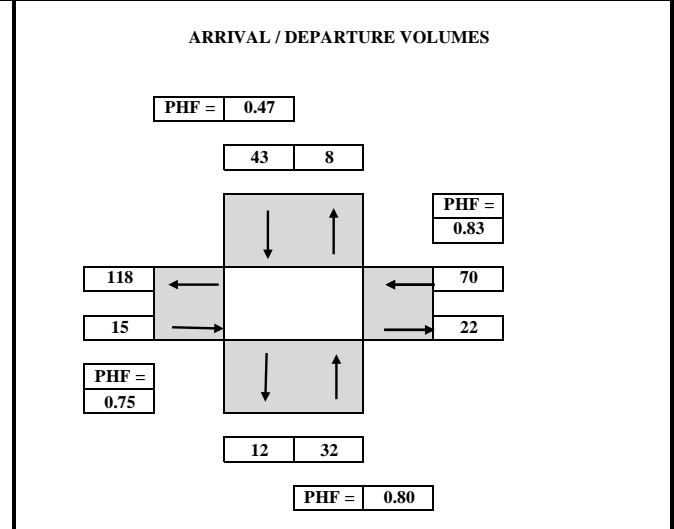 ARRIVAL / DEPARTURE VOLUMES
PHF = 0.47
43 8
PHF =
0.83
118 70
15 22
PHF =
0.75
12 32
PHF = 0.80